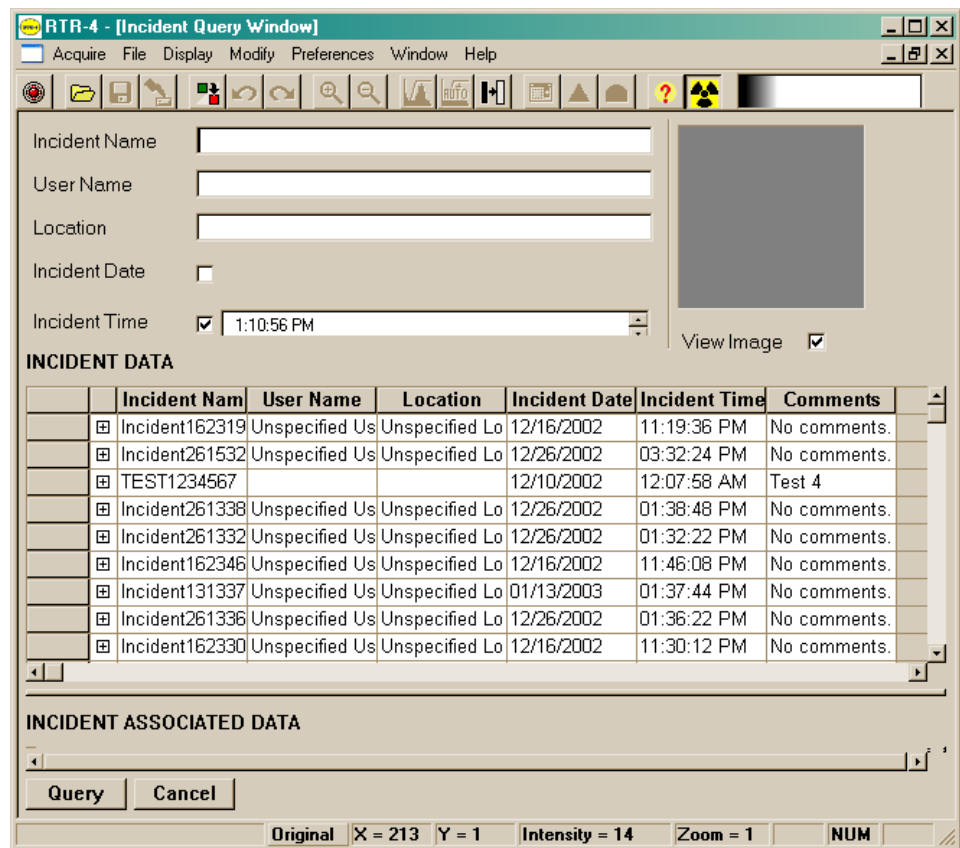 RTR-4 - [Incident Query Window]
Acquire File Display Modify Preferences Window Help
AUTO ?
Incident Name
User Name
Location
Incident Date
Incident Time 1:10:56 PM
View Image
INCIDENT DATA
Incident Nam User Name Location Incident Date Incident Time Comments
Incident162319 Unspecified Us Unspecified Lo 12/16/2002 11:19:36 PM No comments.
Incident261532 Unspecified Us Unspecified Lo 12/26/2002 03:32:24 PM No comments.
TEST1234567 12/10/2002 12:07:58 AM Test 4
Incident261338 Unspecified Us Unspecified Lo 12/26/2002 01:38:48 PM No comments.
Incident261332 Unspecified Us Unspecified Lo 12/26/2002 01:32:22 PM No comments.
Incident162346 Unspecified Us Unspecified Lo 12/16/2002 11:46:08 PM No comments.
Incident131337 Unspecified Us Unspecified Lo 01/13/2003 01:37:44 PM No comments.
Incident261336 Unspecified Us Unspecified Lo 12/26/2002 01:36:22 PM No comments.
Incident162330 Unspecified Us Unspecified Lo 12/16/2002 11:30:12 PM No comments.
INCIDENT ASSOCIATED DATA
Query Cancel
Original X = 213 Y = 1 Intensity = 14 Zoom = 1 NUM